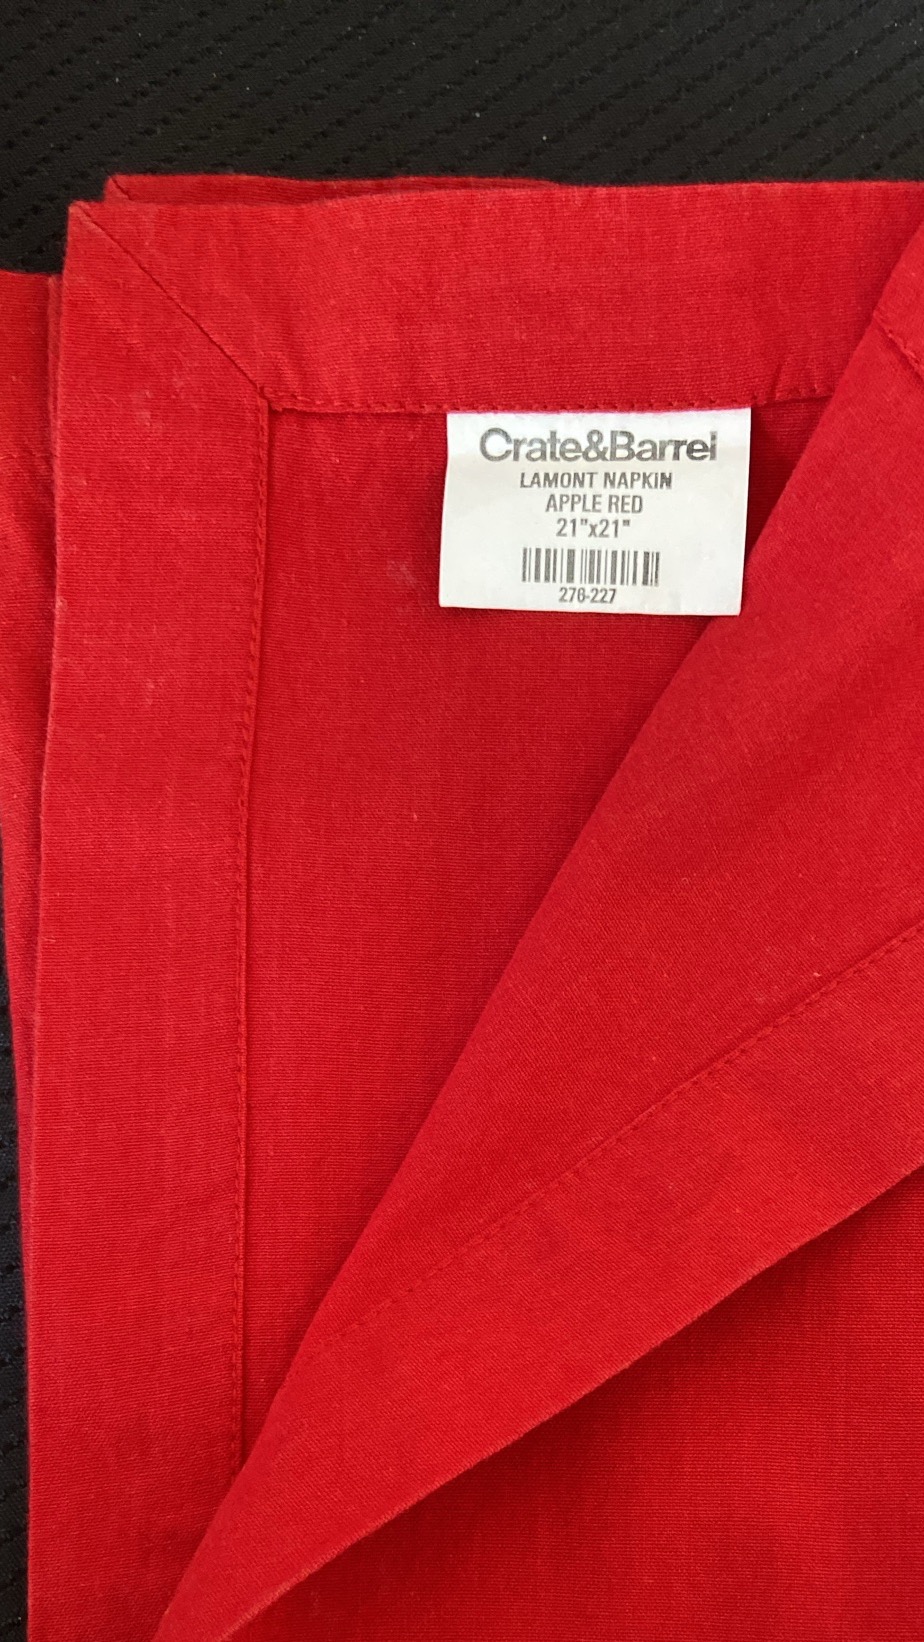 Crate&Barrel
LAMONT NAPKIN
APPLE RED
21"x21"
276-227